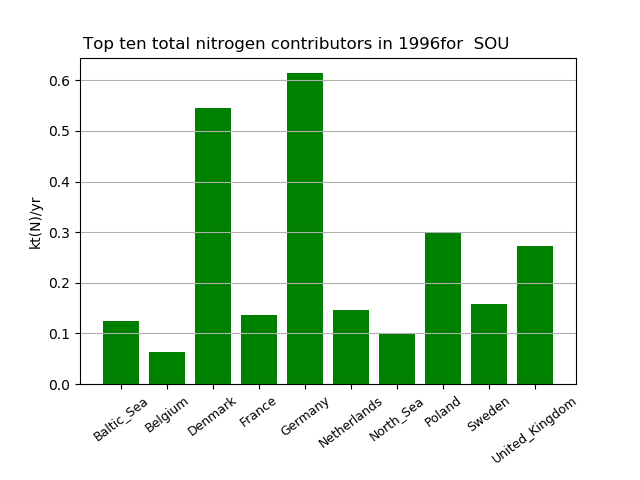 Top ten total nitrogen contributors in 1996for  SOU
kt(N)/yr
0.6
0.5
0.4
0.3
0.2
0.1
0.0
Baltic_Sea
Belgium
Denmark
France
Germany
Netherlands
North_Sea
Poland
Sweden
United_Kingdom